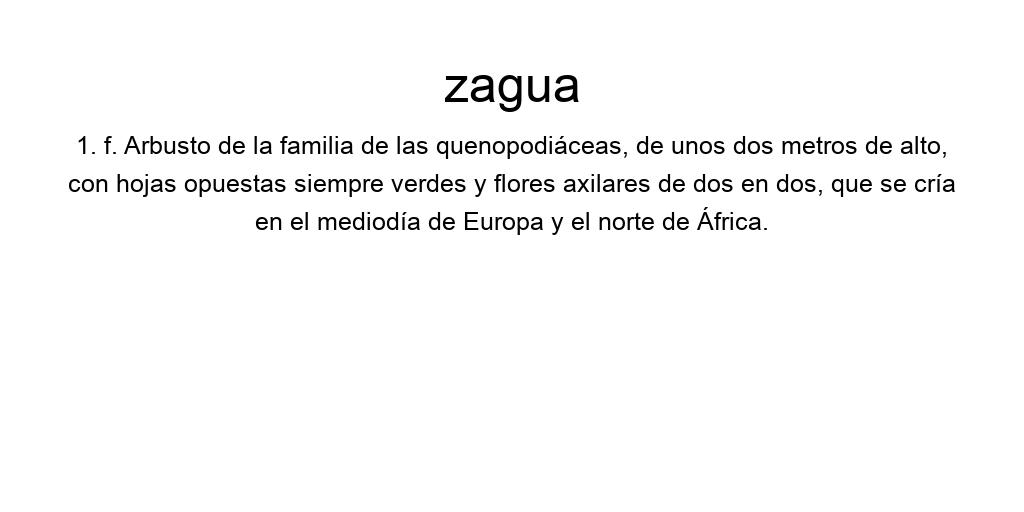 zagua
1. f. Arbusto de la familia de las quenopodiáceas, de unos dos metros de alto,
con hojas opuestas siempre verdes y flores axilares de dos en dos, que se cría
en el mediodía de Europa y el norte de África.